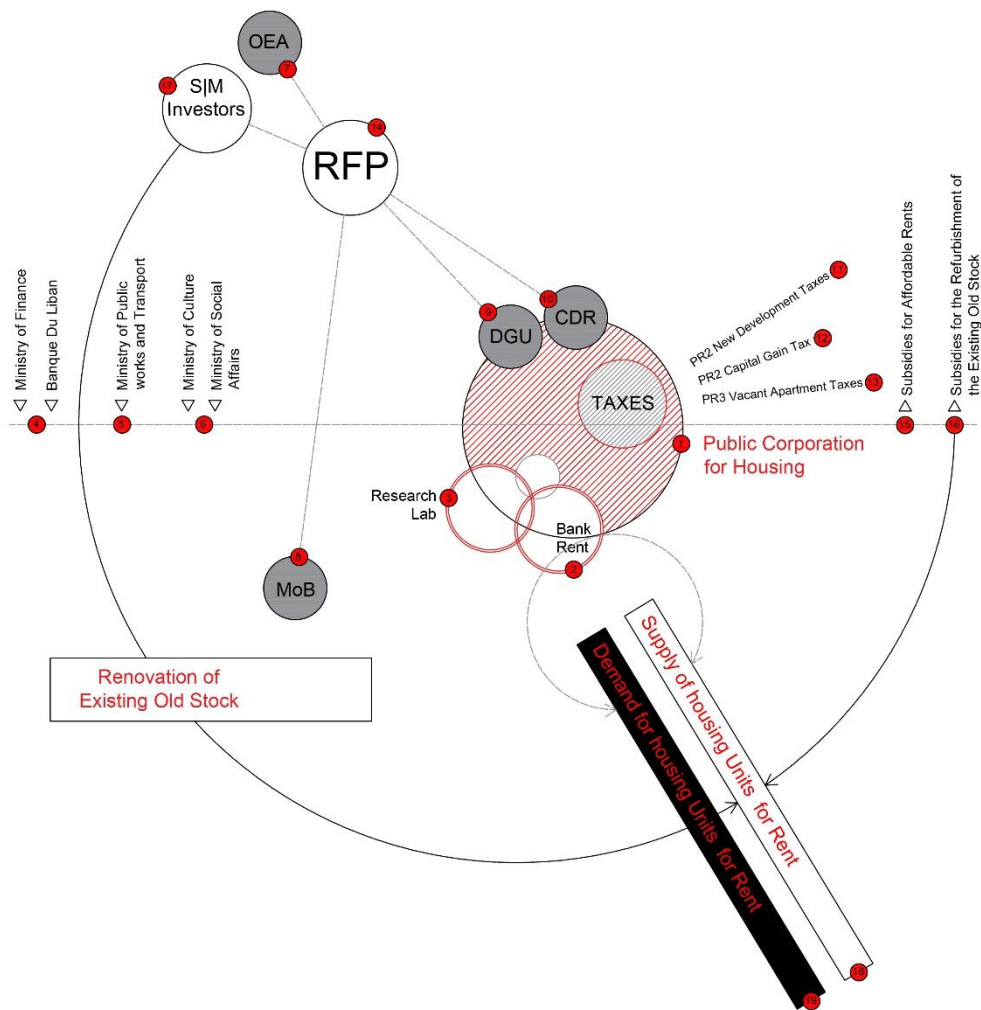 OEA
7
17
S|M
Investors
14
RFP
Ministry of Finance
Banque Du Liban
Ministry of Public
works and Transport
Ministry of Culture
Ministry of Social
Affairs
4
5
6
9
DGU
10
CDR
TAXES
PR2 New Development Taxes
11
PR2 Capital Gain Tax
12
PR3 Vacant Apartment Taxes
13
Subsidies for Affordable Rents
Subsidies for the Refurbishment of
the Existing Old Stock
15
16
1
Public Corporation
for Housing
Research
Lab
3
Bank
Rent
2
8
MoB
Renovation of
Existing Old Stock
Demand for housing Units for Rent
Supply of housing Units for Rent
18
19